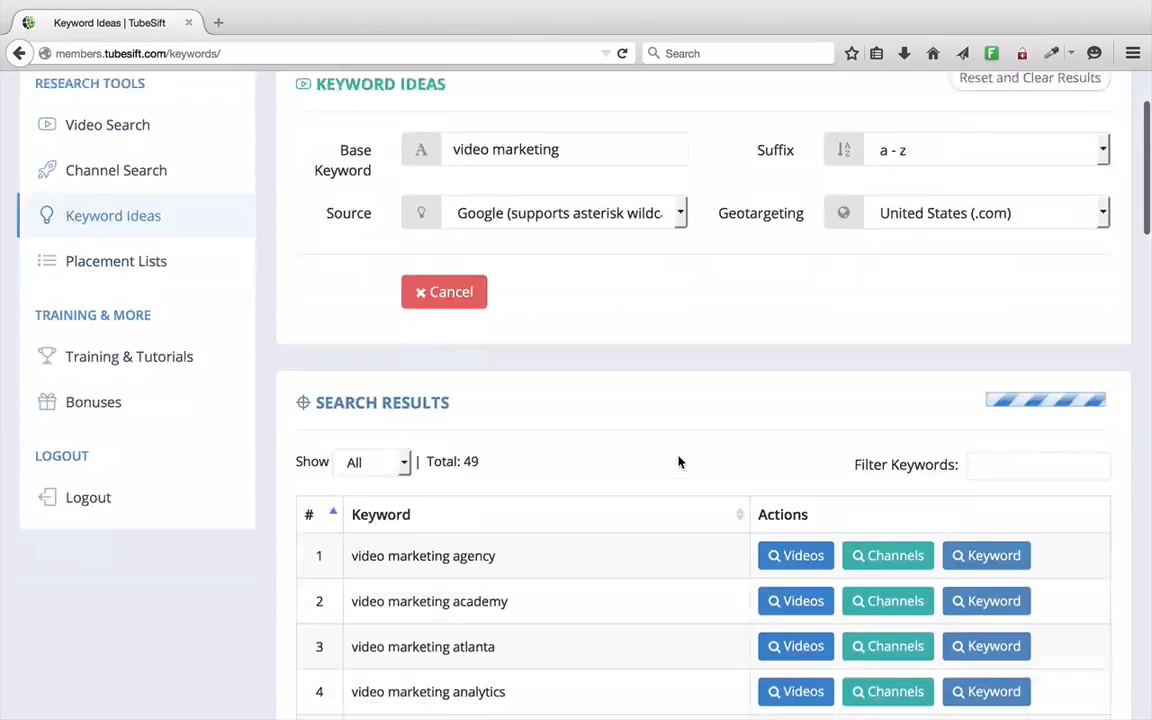 Keyword Ideas | TubeSift
members.tubesift.com/keywords/
Search
RESEARCH TOOLS
Video Search
Channel Search
Keyword Ideas
Placement Lists
TRAINING & MORE
Training & Tutorials
Bonuses
LOGOUT
Logout
KEYWORD IDEAS
Reset and Clear Results
Base Keyword
A
video marketing
Suffix
a - z
Source
Google (supports asterisk wildc
Geotargeting
United States (.com)
Cancel
SEARCH RESULTS
Show All | Total: 49
Filter Keywords:
# Keyword Actions
1 video marketing agency Videos Channels Keyword
2 video marketing academy Videos Channels Keyword
3 video marketing atlanta Videos Channels Keyword
4 video marketing analytics Videos Channels Keyword